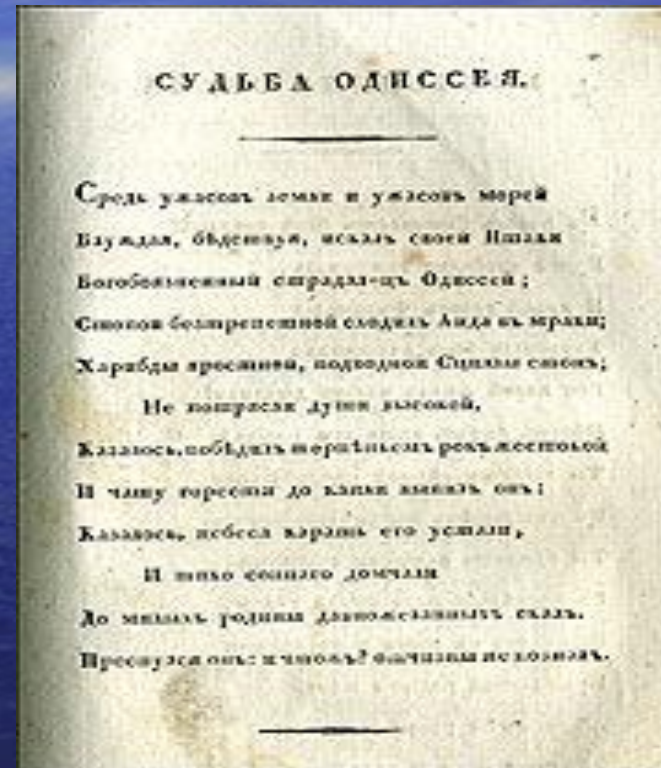 СУДЬБА ОДИССЕЯ.
Средь ужасовъ земли и ужасовъ морей
Блуждая, бѣдствуя, искалъ своей Итаки
Богобоязненный страдал-цъ Одиссей;
Стопой безтрепетной сходилъ Аида въ мраки;
Харибды яростной, подводной Сциллы стонъ;
Не потрясли души высокой,
Казалось, побѣдилъ терпѣньемъ рокъ жестокой
И чашу горести до капли выпилъ онъ;
Казалось, небеса карать его устали,
И тихо соннаго домчали
До милыхъ родины давножеланныхъ скалъ.
Проснулся онъ: и чтожъ? отчизны не позналъ.